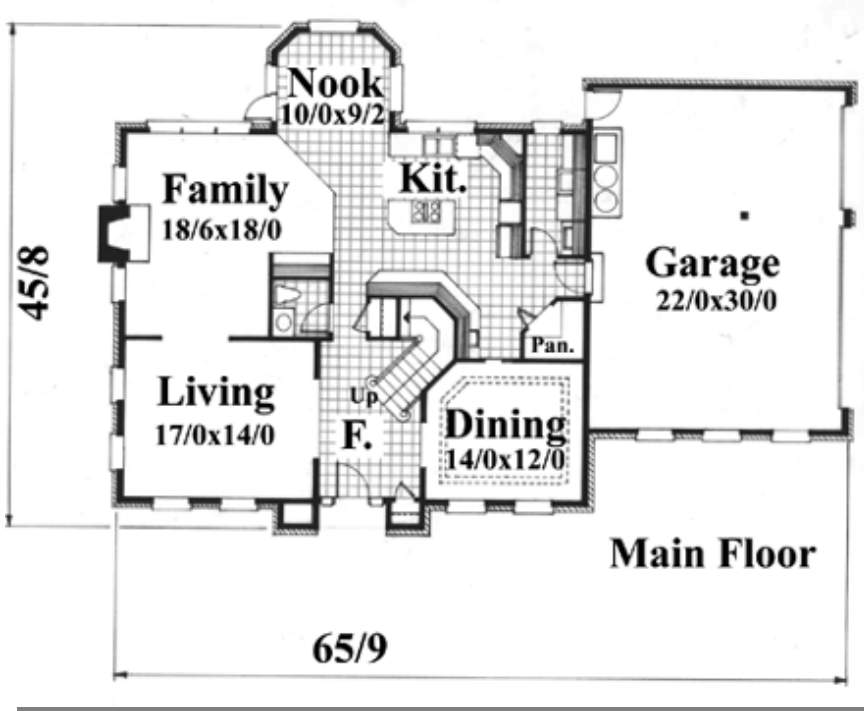 Nook
10/0x9/2
Family
18/6x18/0
Kit.
Garage
22/0x30/0
45/8
Pan.
Living
17/0x14/0
Up
F.
Dining
14/0x12/0
Main Floor
65/9